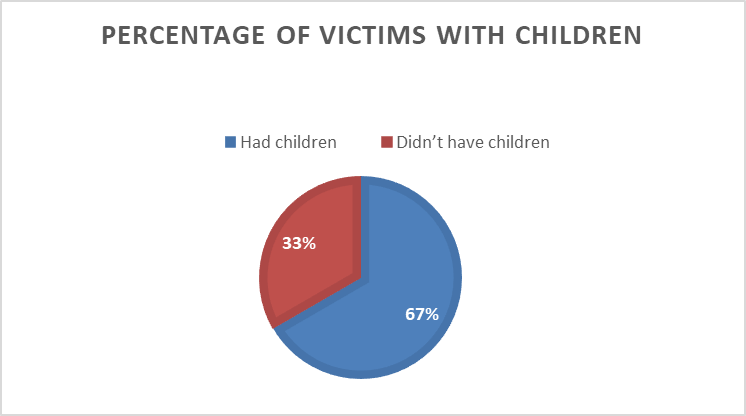 PERCENTAGE OF VICTIMS WITH CHILDREN
Had children Didn’t have children
33%
67%